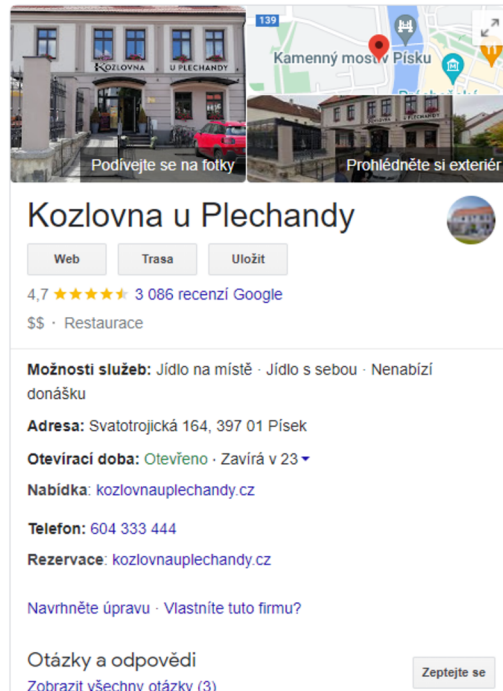 KOZLOVNA U PLECHANDY
Podívejte se na fotky
139
Kamenný most v Písku
KOZLOVNA U PLECHANDY
Prohlédněte si exteriér
Kozlovna u Plechandy
Web Trasa Uložit
4,7 3 086 recenzí Google
$$ · Restaurace
Možnosti služeb: Jídlo na místě · Jídlo s sebou · Nenabízí
donášku
Adresa: Svatotrojická 164, 397 01 Písek
Otevírací doba: Otevřeno · Zavírá v 23
Nabídka: kozlovnauplechandy.cz
Telefon: 604 333 444
Rezervace: kozlovnauplechandy.cz
Navrhněte úpravu · Vlastníte tuto firmu?
Otázky a odpovědi
Zeptejte se
Zobrazit všechny otázky (3)